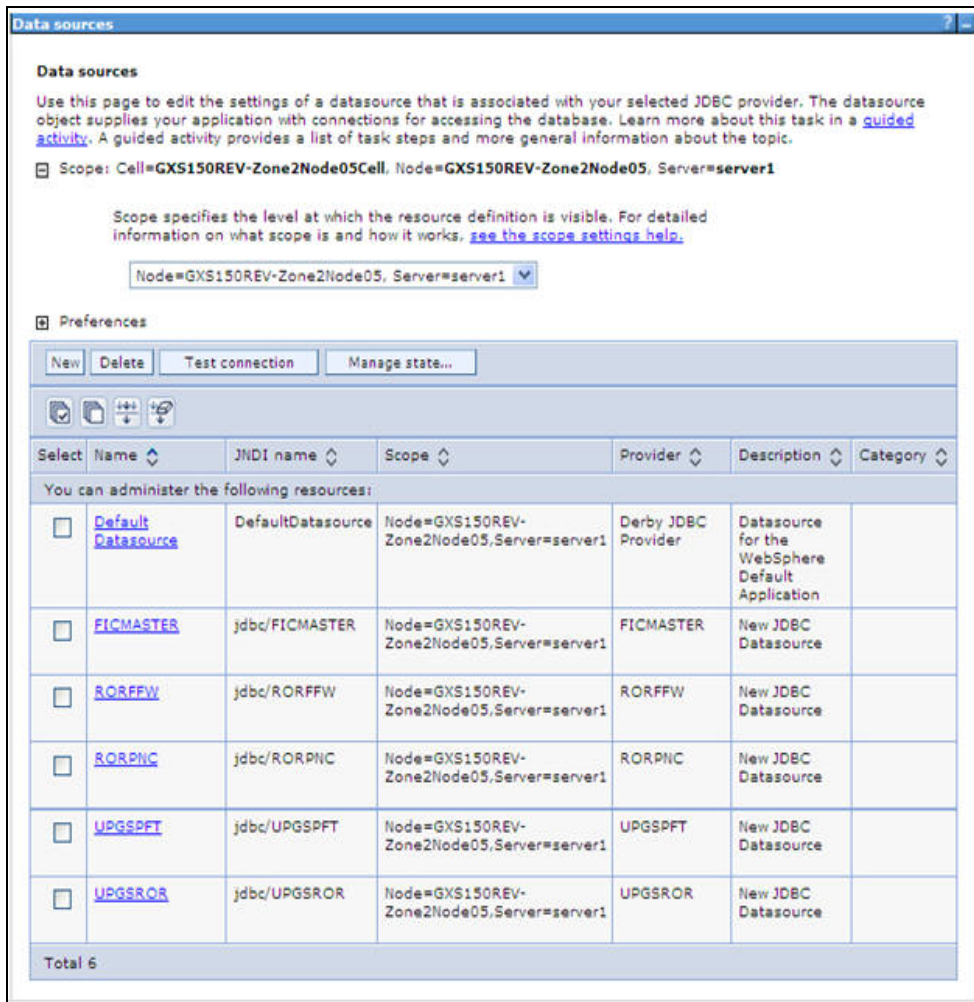 Data sources
? -
Data sources
Use this page to edit the settings of a datasource that is associated with your selected JDBC provider. The datasource
object supplies your application with connections for accessing the database. Learn more about this task in a guided
activity. A guided activity provides a list of task steps and more general information about the topic.
Scope: Cell=GXS150REV-Zone2Node05Cell, Node=GXS150REV-Zone2Node05, Server=server1
Scope specifies the level at which the resource definition is visible. For detailed
information on what scope is and how it works, see the scope settings help.
Node=GXS150REV-Zone2Node05, Server=server1
Preferences
New Delete Test connection Manage state...
Select Name JNDI name Scope Provider Description Category
You can administer the following resources:
Default DefaultDatasource Node=GXS150REV- Derby JDBC Datasource
Datasource Zone2Node05,Server=server1 Provider for the
WebSphere
Default
Application
FICMASTER jdbc/FICMASTER Node=GXS150REV- FICMASTER New JDBC
Zone2Node05,Server=server1 Datasource
RORFFW jdbc/RORFFW Node=GXS150REV- RORFFW New JDBC
Zone2Node05,Server=server1 Datasource
RORPNC jdbc/RORPNC Node=GXS150REV- RORPNC New JDBC
Zone2Node05,Server=server1 Datasource
UPGSPFT jdbc/UPGSPFT Node=GXS150REV- UPGSPFT New JDBC
Zone2Node05,Server=server1 Datasource
UPGSROR jdbc/UPGSROR Node=GXS150REV- UPGSROR New JDBC
Zone2Node05,Server=server1 Datasource
Total 6